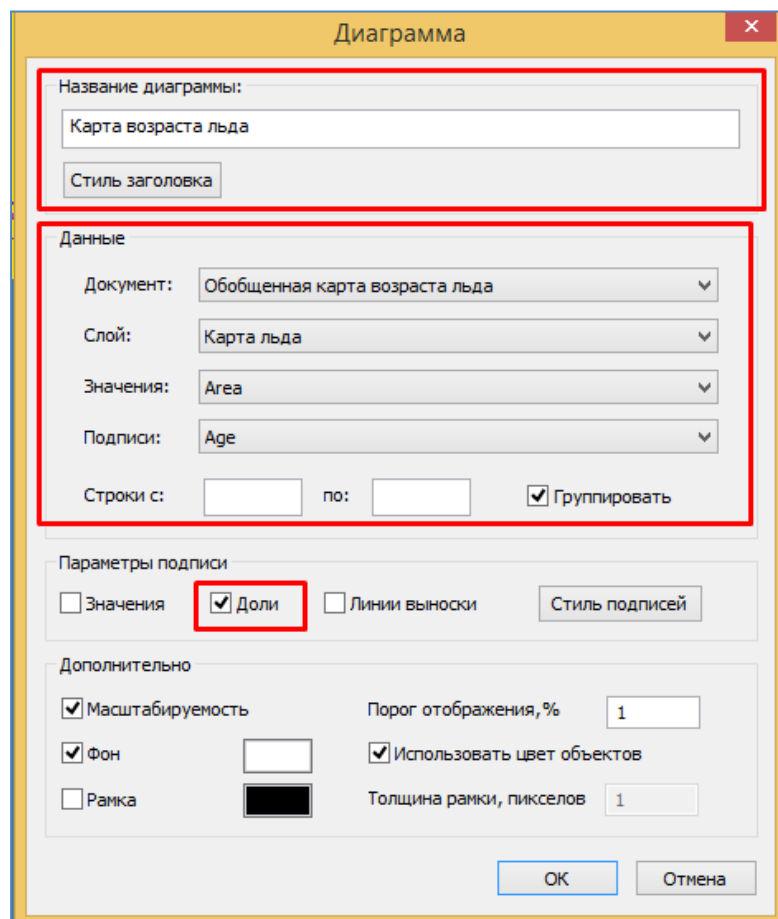 Диаграмма
Название диаграммы:
Карта возраста льда
Стиль заголовка
Данные
Документ: Обобщенная карта возраста льда
Слой: Карта льда
Значения: Area
Подписи: Age
Строки с: по: Группировать
Параметры подписи
Значения Доли Линии выноски Стиль подписей
Дополнительно
Масштабируемость Порог отображения,% 1
Фон Использовать цвет объектов
Рамка Толщина рамки, пикселов 1
ОК Отмена